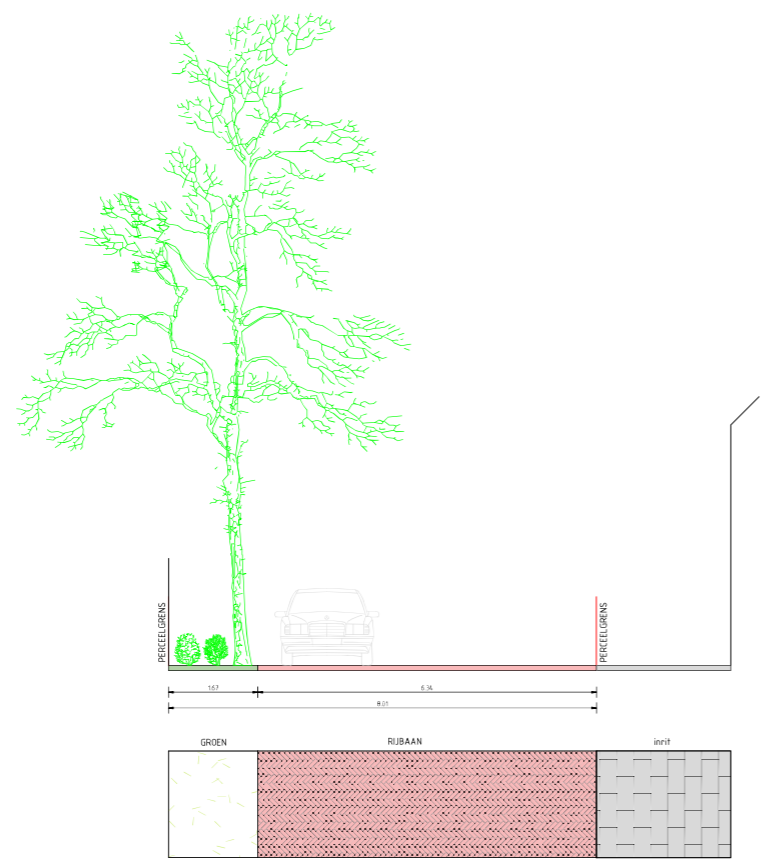 PERCEELGRENS
PERCEELGRENS
1.67
6.34
8.01
GROEN
RIJBAAN
inrit